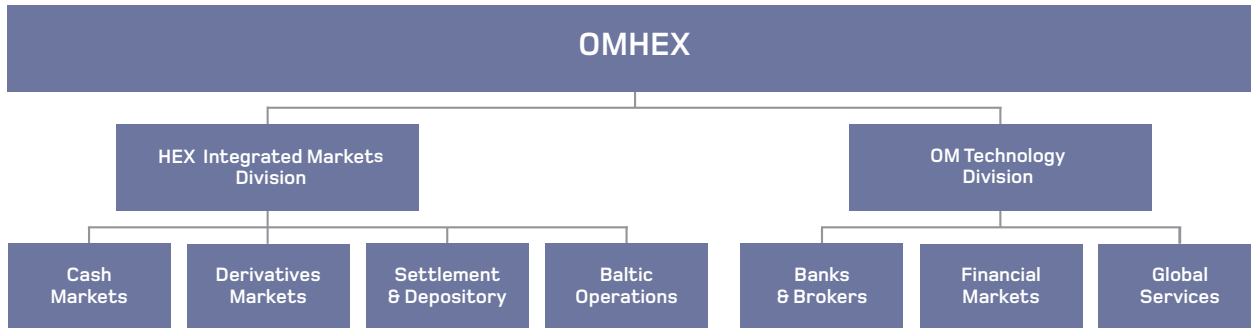 OMHEX
HEX Integrated Markets
Division
OM Technology
Division
Cash
Markets
Derivatives
Markets
Settlement
& Depository
Baltic
Operations
Banks
& Brokers
Financial
Markets
Global
Services